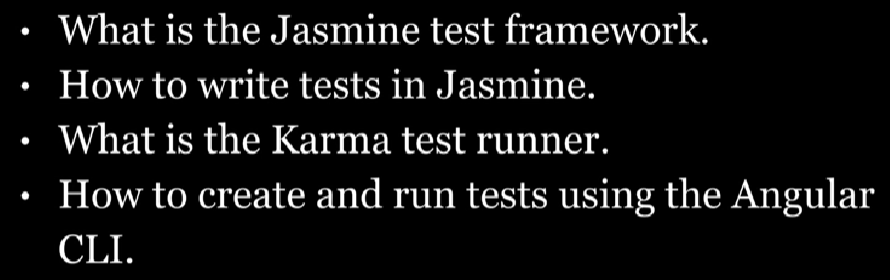 • What is the Jasmine test framework.
• How to write tests in Jasmine.
• What is the Karma test runner.
• How to create and run tests using the Angular
CLI.